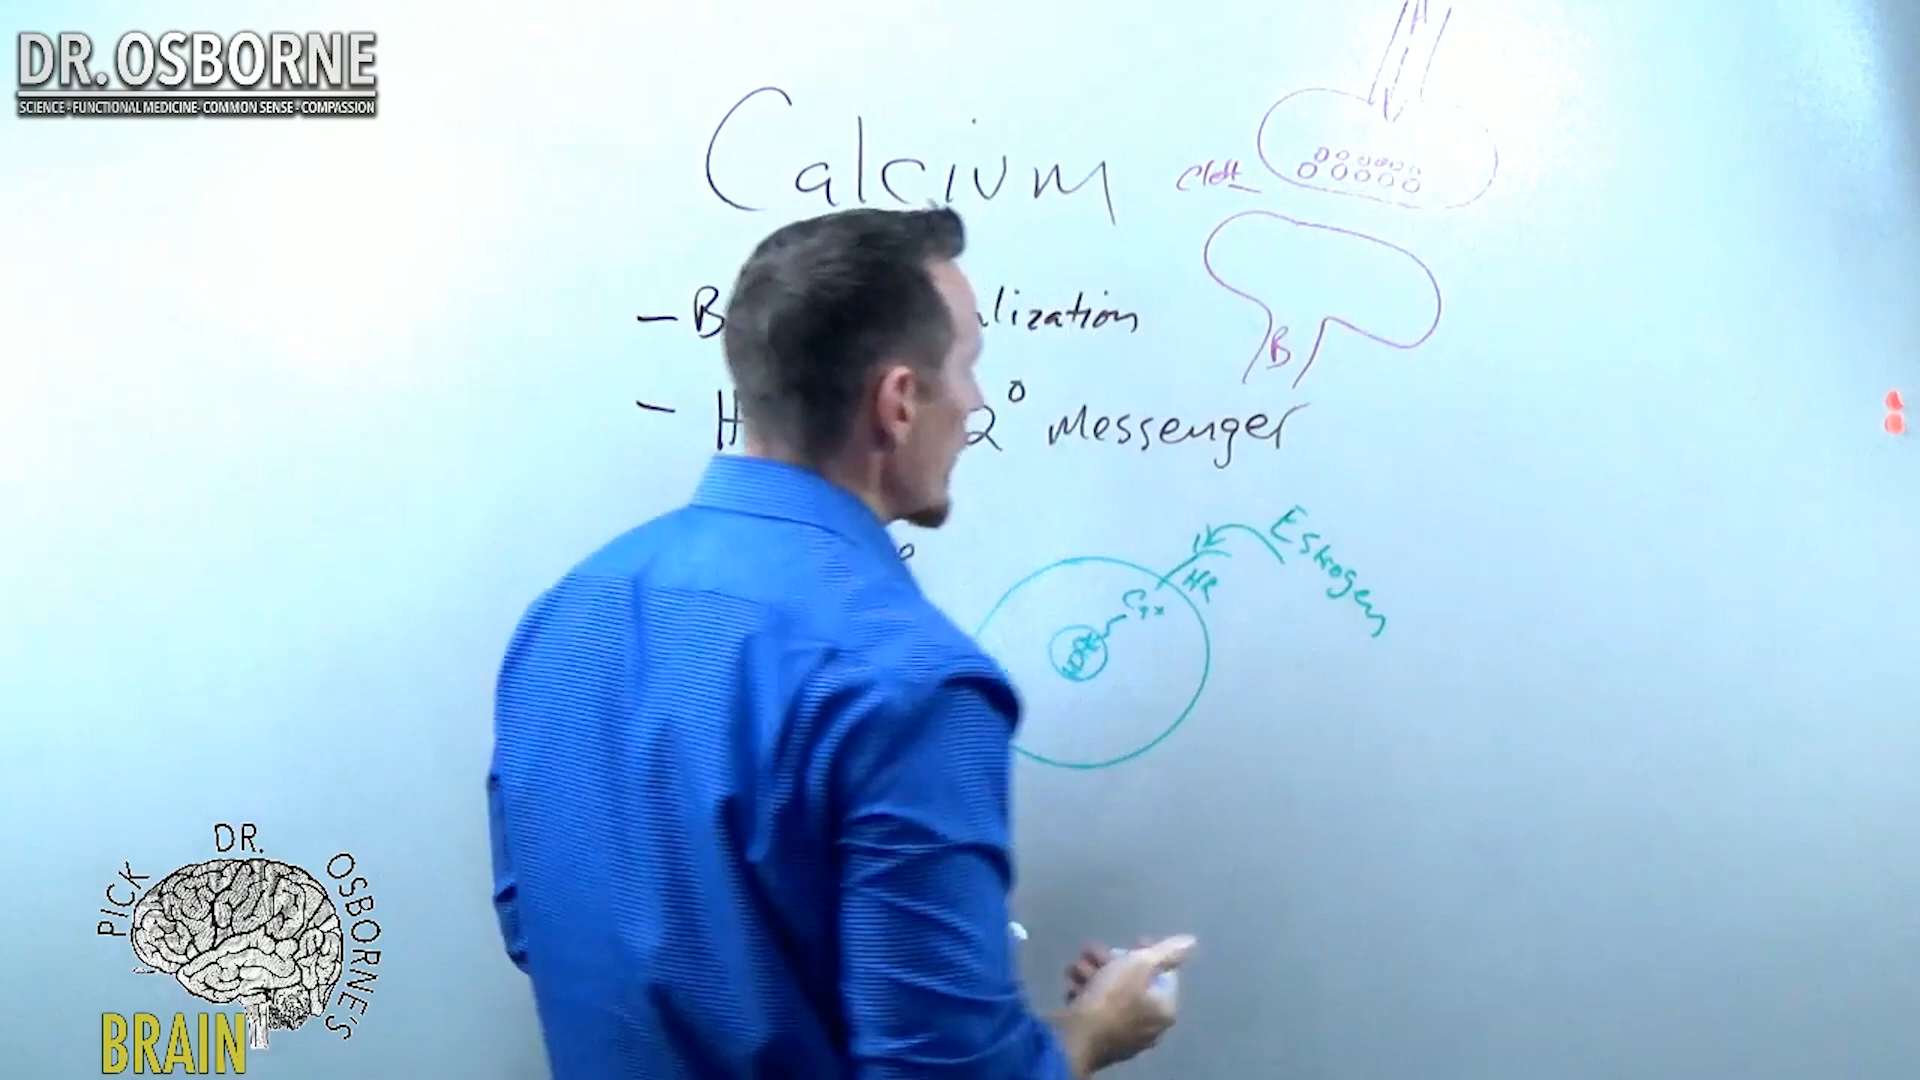 DR. OSBORNE
SCIENCE - FUNCTIONAL MEDICINE - COMMON SENSE - COMPASSION
Calcium
cleft
– B lization
B
– H 2° Messenger
Estrogen
HR
PICK DR. OSBORNE'S
BRAIN